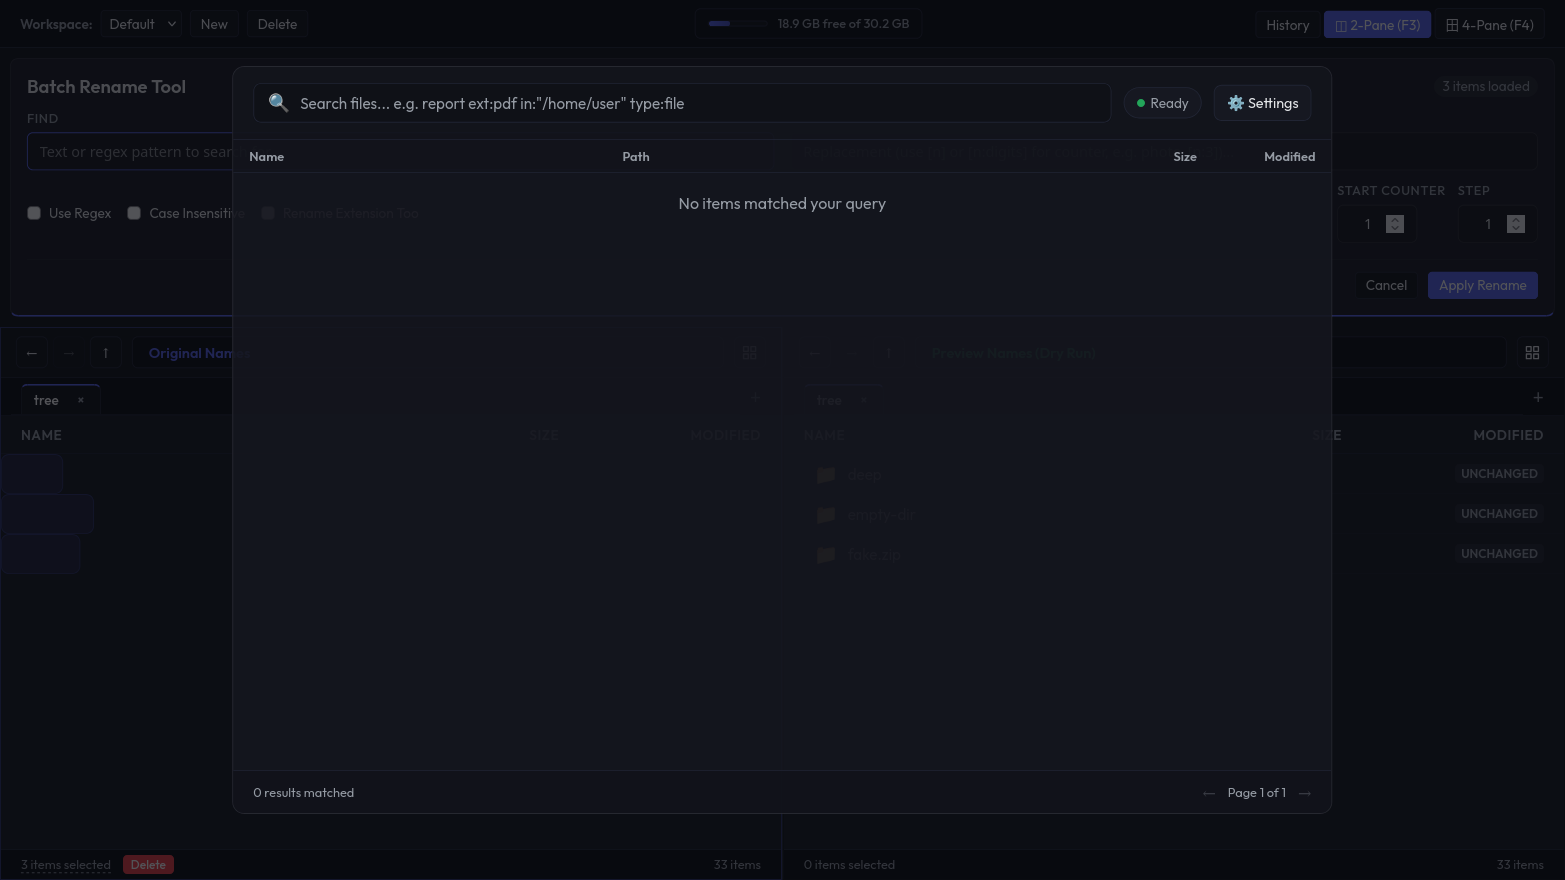 Workspace: Default New Delete 18.9 GB free of 30.2 GB History 2-Pane (F3) 4-Pane (F4)
Batch Rename Tool 3 items loaded
Search files... e.g. report ext:pdf in:"/home/user" type:file Ready Settings
FIND
Text or regex pattern to sear
Name Path Size Modified
No items matched your query
START COUNTER STEP
Use Regex Case Insensitive Rename Extension Too 1 1
Cancel Apply Rename
← → ↑ Original Names Preview Names (Dry Run)
tree × + tree × +
NAME SIZE MODIFIED NAME SIZE MODIFIED
deep UNCHANGED
empty-dir UNCHANGED
fake.zip UNCHANGED
0 results matched ← Page 1 of 1 →
3 items selected Delete 33 items 0 items selected 33 items